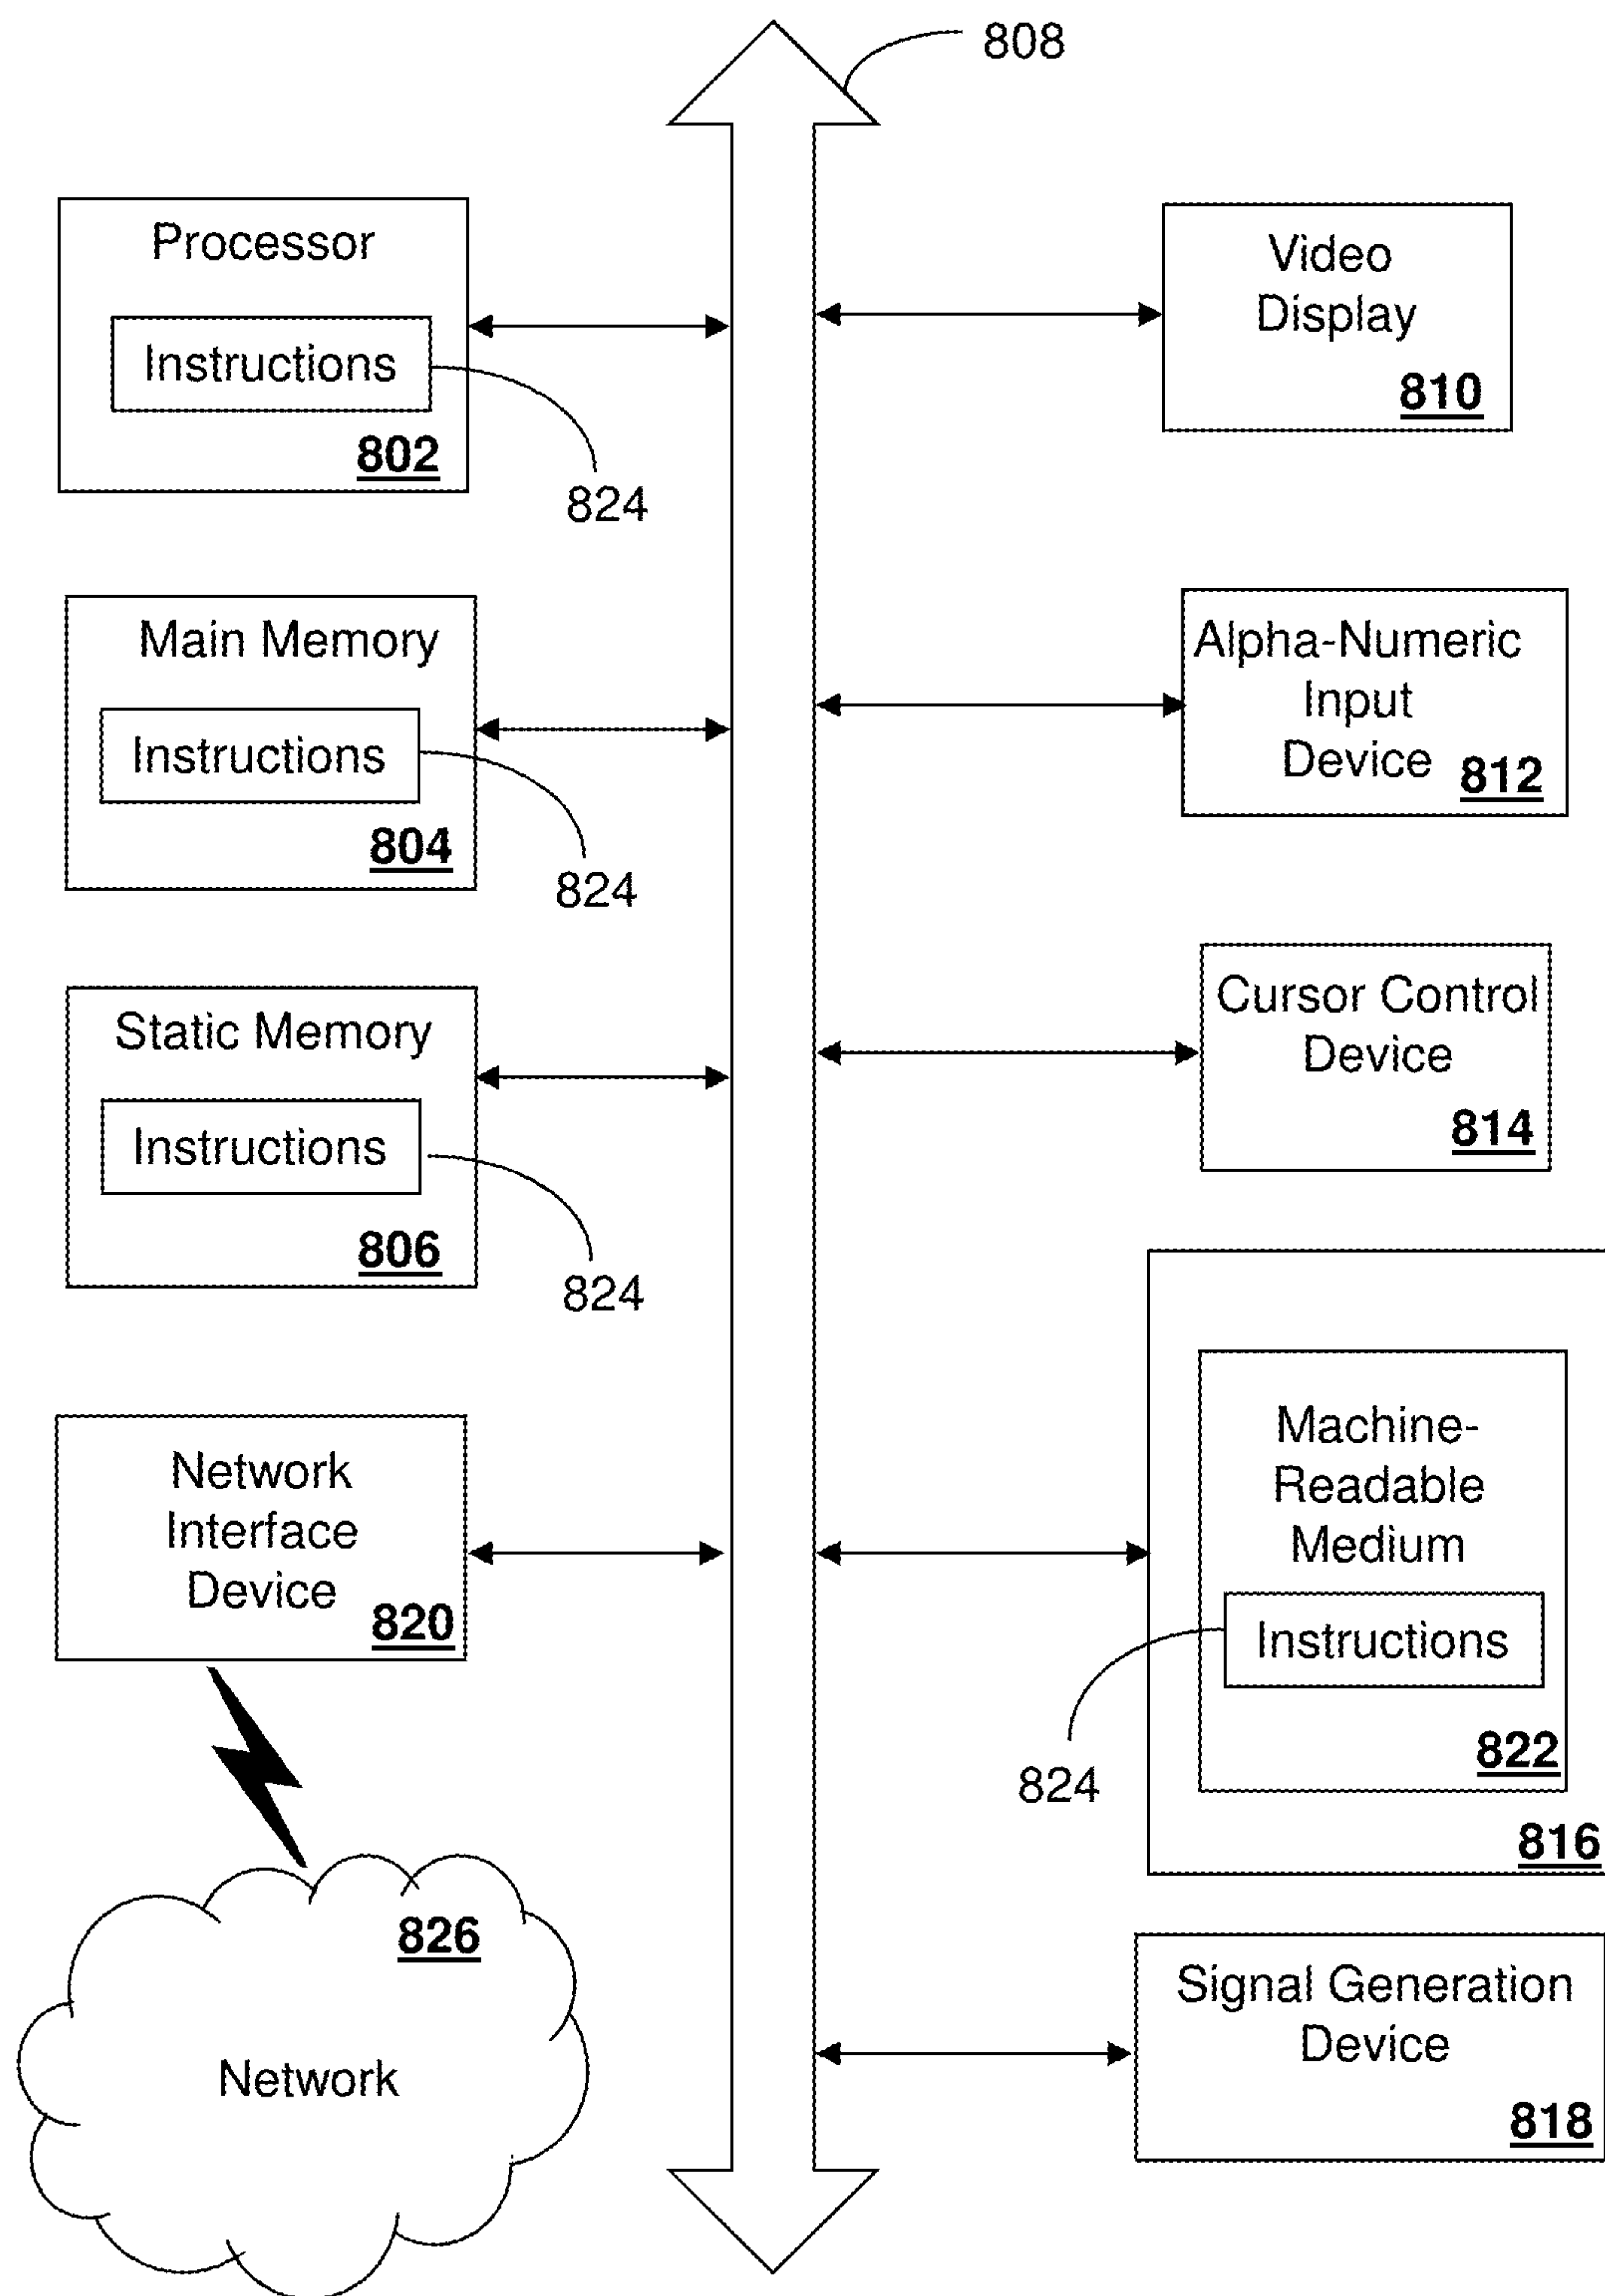 808
Processor
Instructions
802
824
Main Memory
Instructions
804
824
Static Memory
Instructions
806
824
Network
Interface
Device
820
826
Network
Video
Display
810
Alpha-Numeric
Input
Device
812
Cursor Control
Device
814
Machine-
Readable
Medium
Instructions
822
824
816
Signal Generation
Device
818